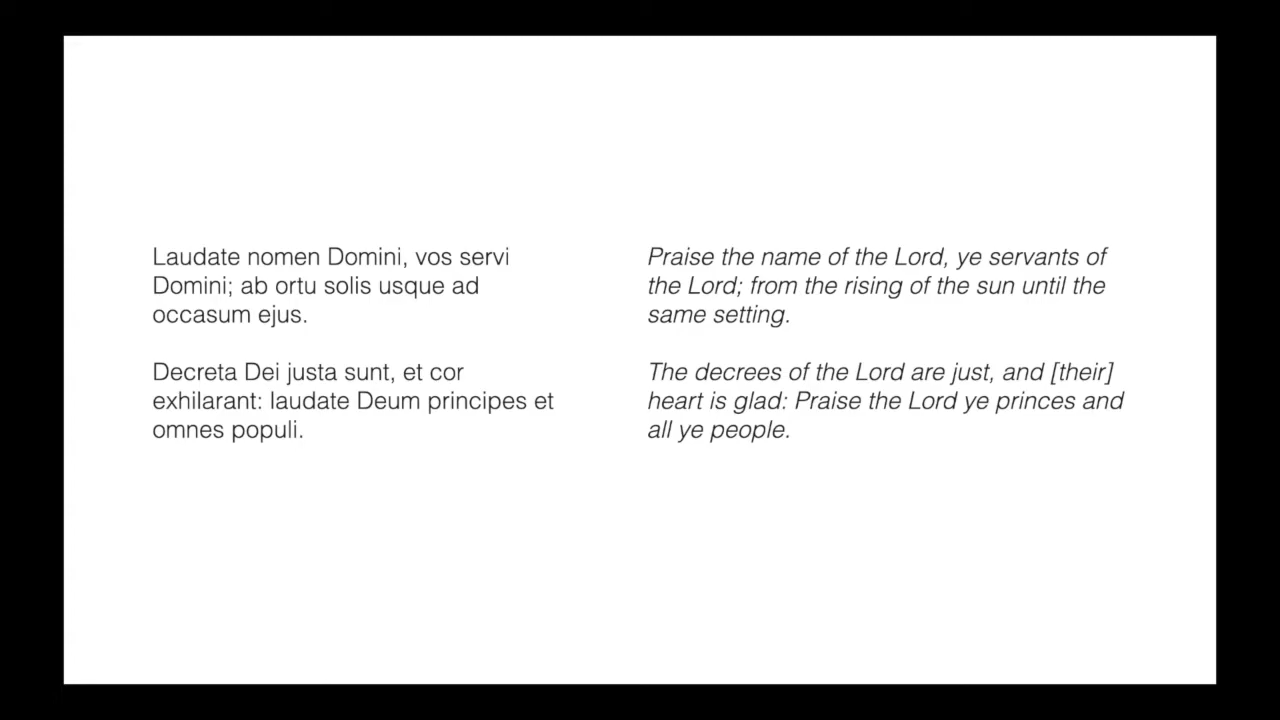 Laudate nomen Domini, vos servi
Domini; ab ortu solis usque ad
occasum ejus.
Decreta Dei justa sunt, et cor
exhilarant: laudate Deum principes et
omnes populi.
Praise the name of the Lord, ye servants of
the Lord; from the rising of the sun until the
same setting.
The decrees of the Lord are just, and [their]
heart is glad: Praise the Lord ye princes and
all ye people.